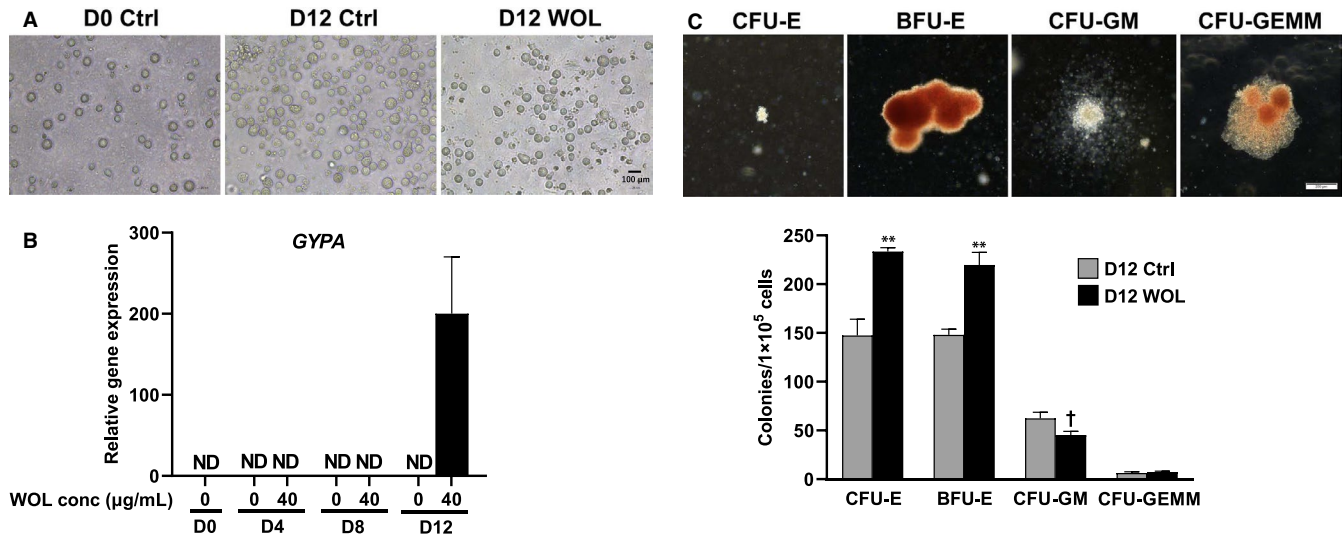 A
D0 Ctrl
D12 Ctrl
D12 WOL
100 μm
B
GYPA
Relative gene expression
300
200
100
0
ND ND ND ND ND ND
WOL conc (μg/mL) 0 0 40 0 40 0 40
D0 D4 D8 D12
C
CFU-E
BFU-E
CFU-GM
CFU-GEMM
Colonies/1×10⁵ cells
250
200
150
100
50
0
** ** †
D12 Ctrl
D12 WOL
CFU-E BFU-E CFU-GM CFU-GEMM